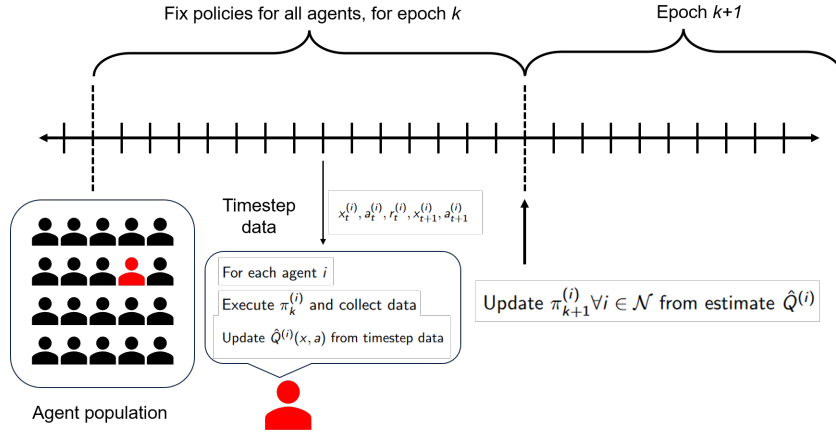 Fix policies for all agents, for epoch k
Epoch k+1
Timestep
data
x_t^{(i)}, a_t^{(i)}, r_t^{(i)}, x_{t+1}^{(i)}, a_{t+1}^{(i)}
For each agent i
Execute π_k^{(i)} and collect data
Update Q̂^{(i)}(x, a) from timestep data
Update π_{k+1}^{(i)} ∀i ∈ 𝒩 from estimate Q̂^{(i)}
Agent population